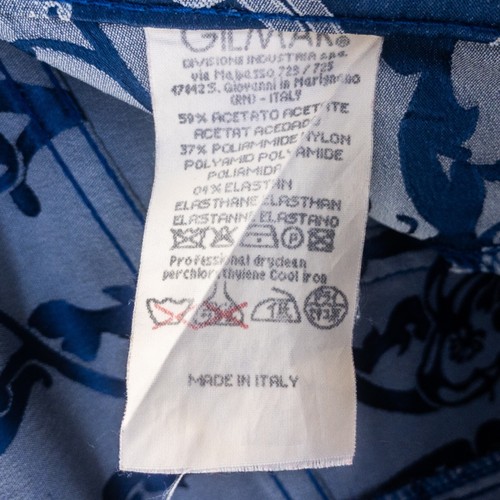 GILMAR®
DIVISIONE INDUSTRIA s.p.a.
via Malpasso 723 / 725
47842 S. Giovanni in Marignano
(RN) - ITALY
59% ACETATO ACETATE
ACETAT ACEDADO
37% POLIAMMIDE NYLON
POLYAMID POLYAMIDE
POLIAMIDA
04% ELASTAN
ELASTHANE ELASTHAN
ELASTANNE ELASTANO
Professional dryclean
perchlorethylene Cool iron
MADE IN ITALY